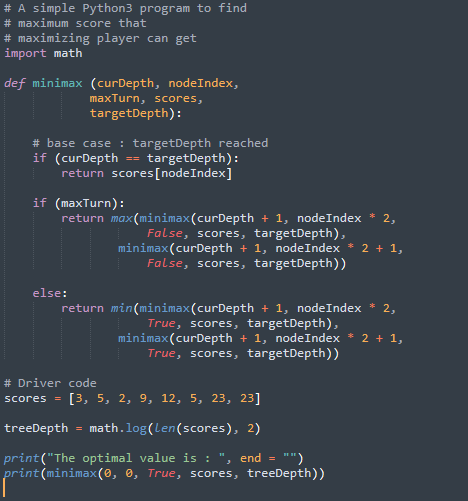 # A simple Python3 program to find
# maximum score that
# maximizing player can get
import math
def minimax (curDepth, nodeIndex,
maxTurn, scores,
targetDepth):
# base case : targetDepth reached
if (curDepth == targetDepth):
return scores[nodeIndex]
if (maxTurn):
return max(minimax(curDepth + 1, nodeIndex * 2,
False, scores, targetDepth),
minimax(curDepth + 1, nodeIndex * 2 + 1,
False, scores, targetDepth))
else:
return min(minimax(curDepth + 1, nodeIndex * 2,
True, scores, targetDepth),
minimax(curDepth + 1, nodeIndex * 2 + 1,
True, scores, targetDepth))
# Driver code
scores = [3, 5, 2, 9, 12, 5, 23, 23]
treeDepth = math.log(len(scores), 2)
print("The optimal value is : ", end = "")
print(minimax(0, 0, True, scores, treeDepth))